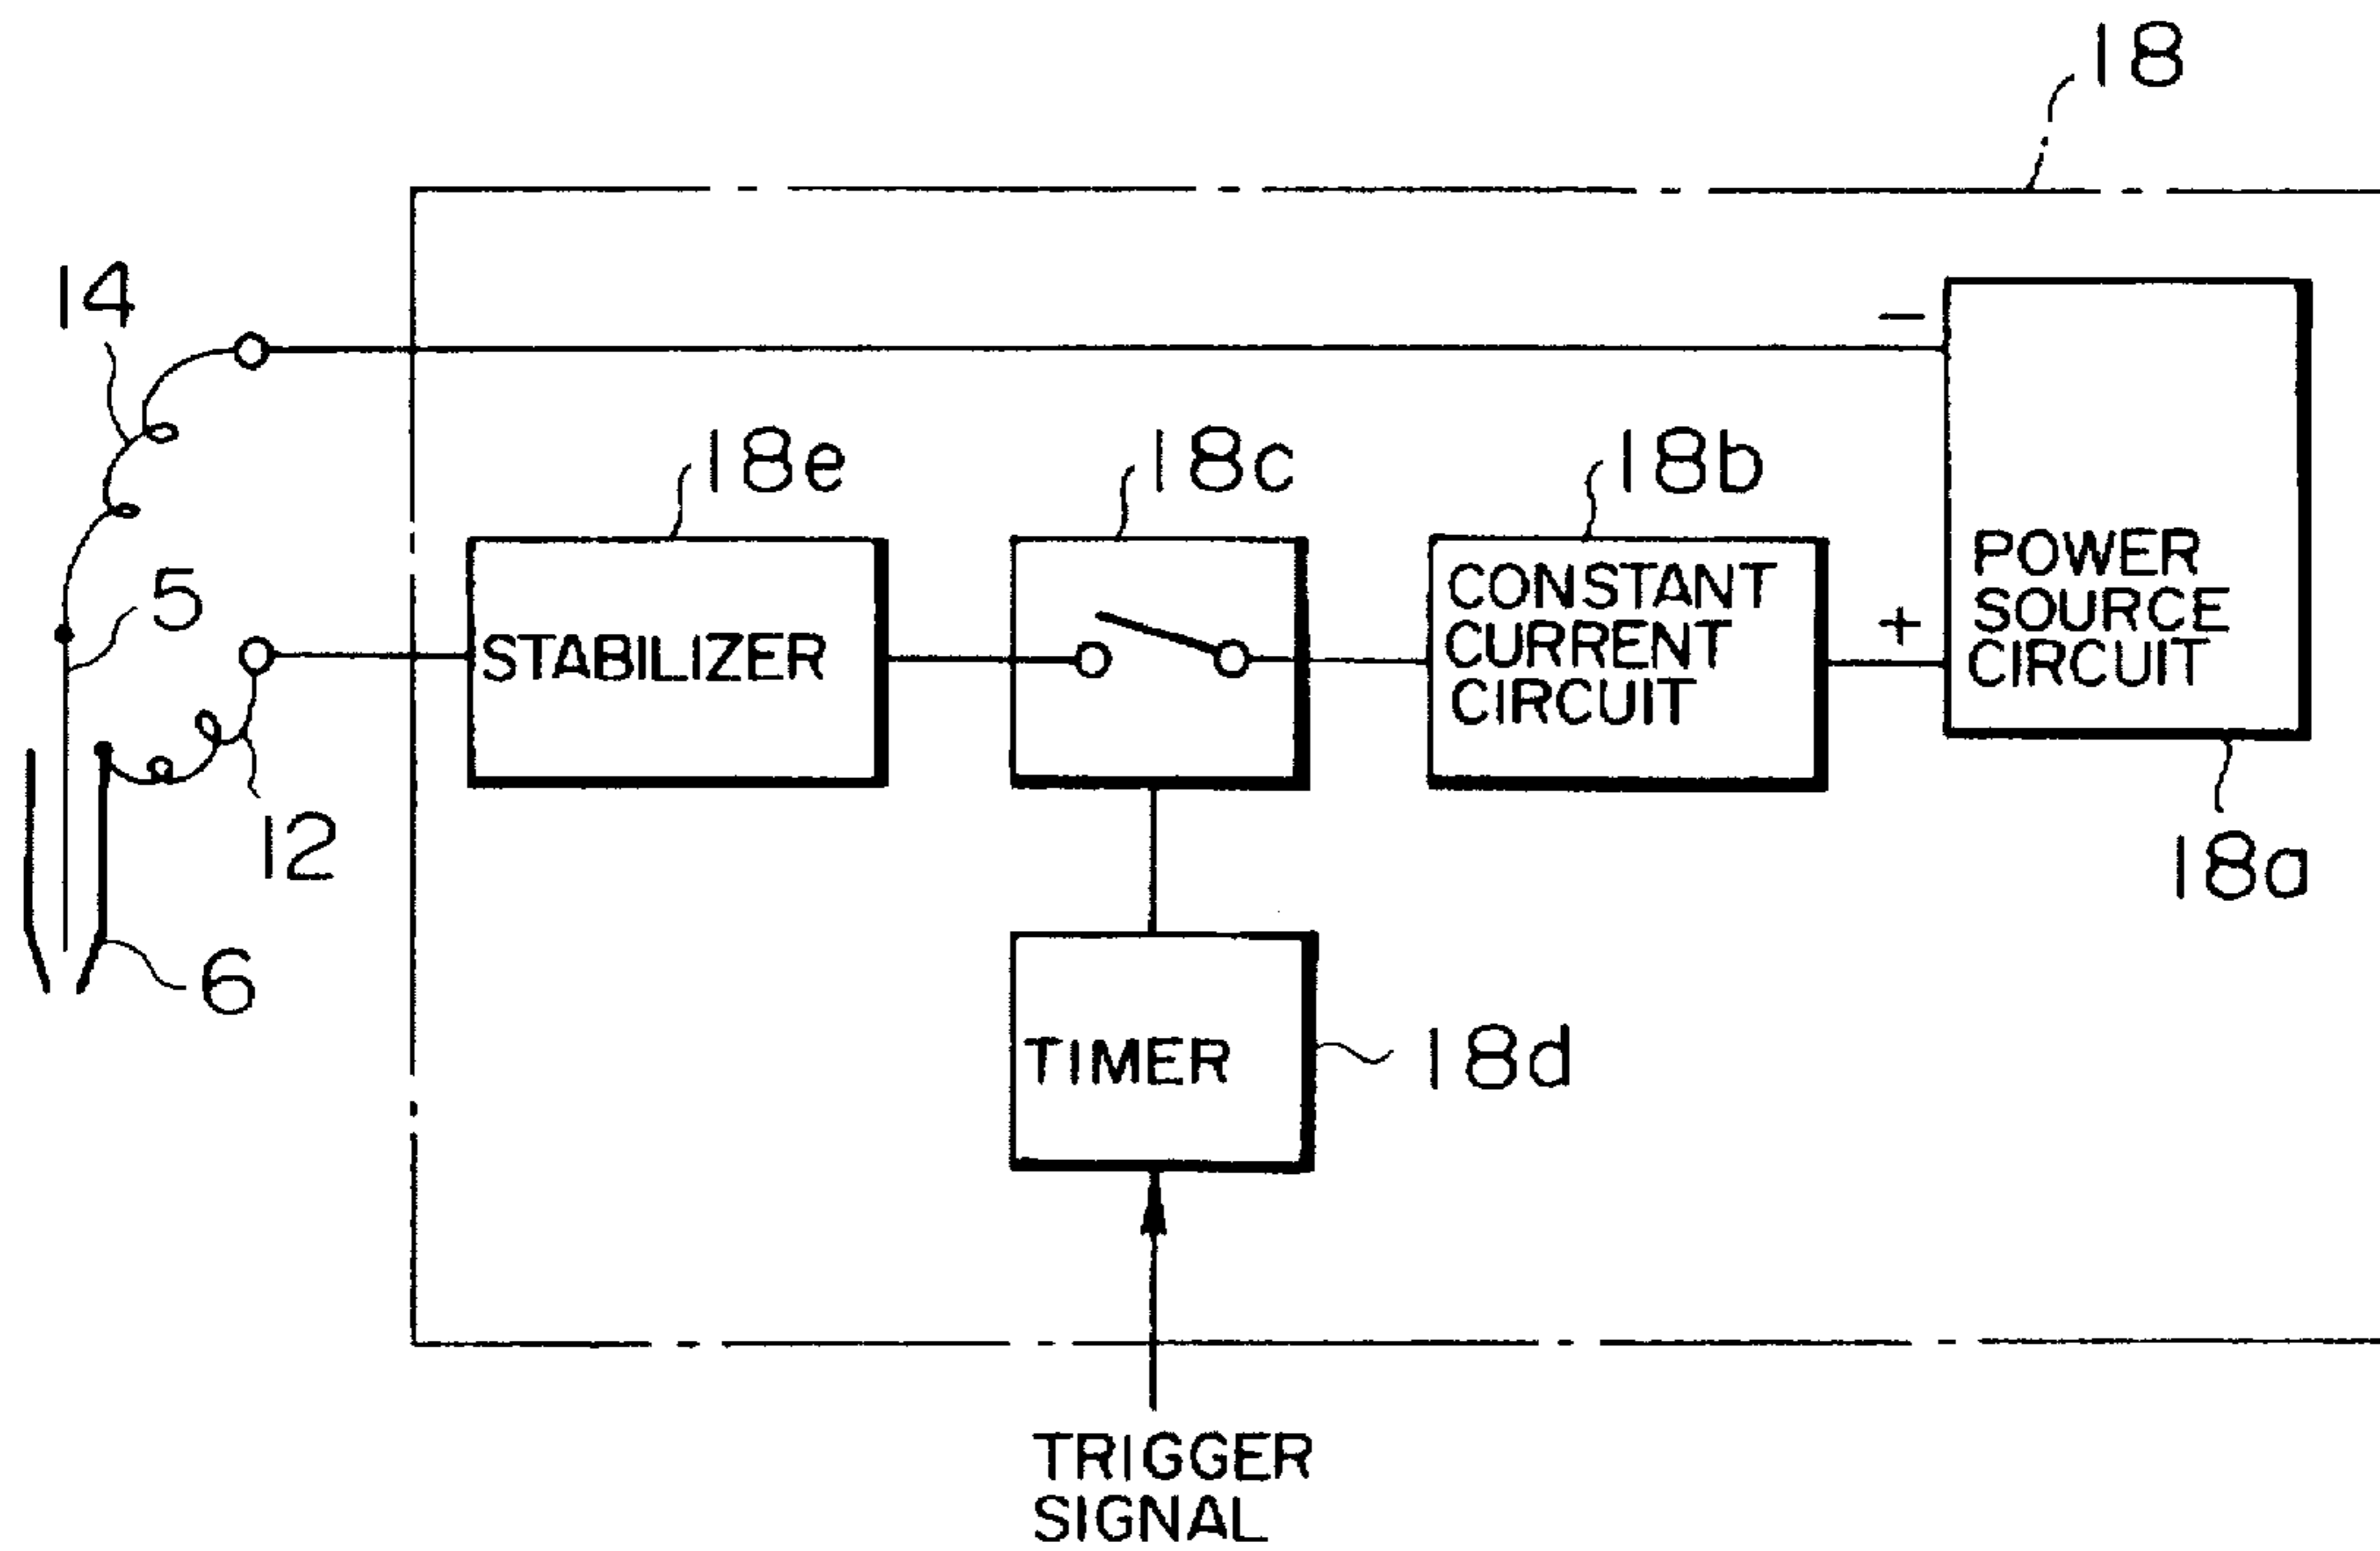 18
14
−
18e
18c
18b
5
STABILIZER
CONSTANT
CURRENT
CIRCUIT
+
POWER
SOURCE
CIRCUIT
12
18a
6
TIMER
18d
TRIGGER
SIGNAL